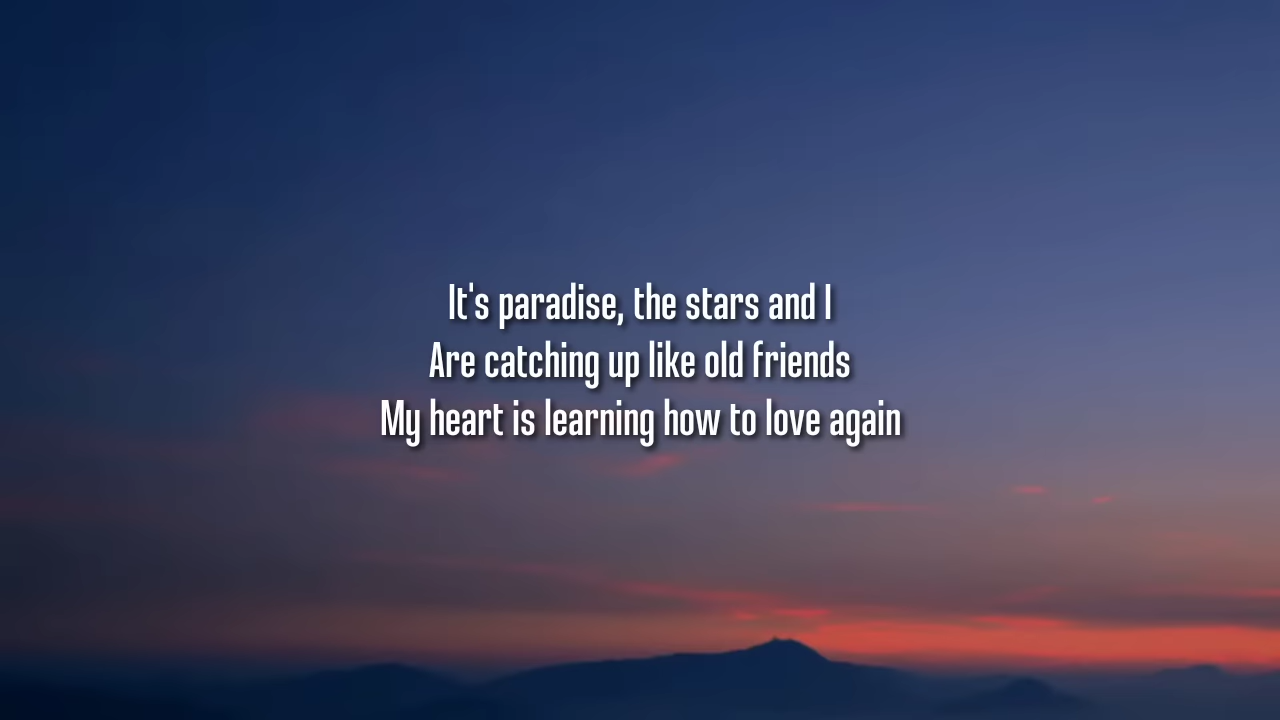 It's paradise, the stars and I
Are catching up like old friends
My heart is learning how to love again